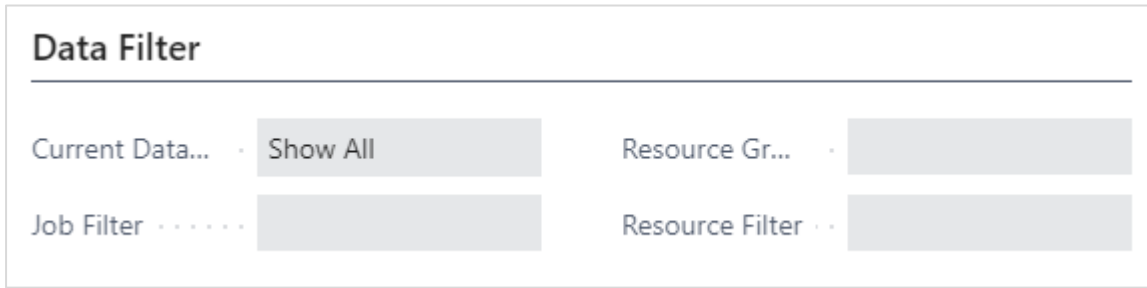 Data Filter
Current Data... Show All
Resource Gr...
Job Filter
Resource Filter